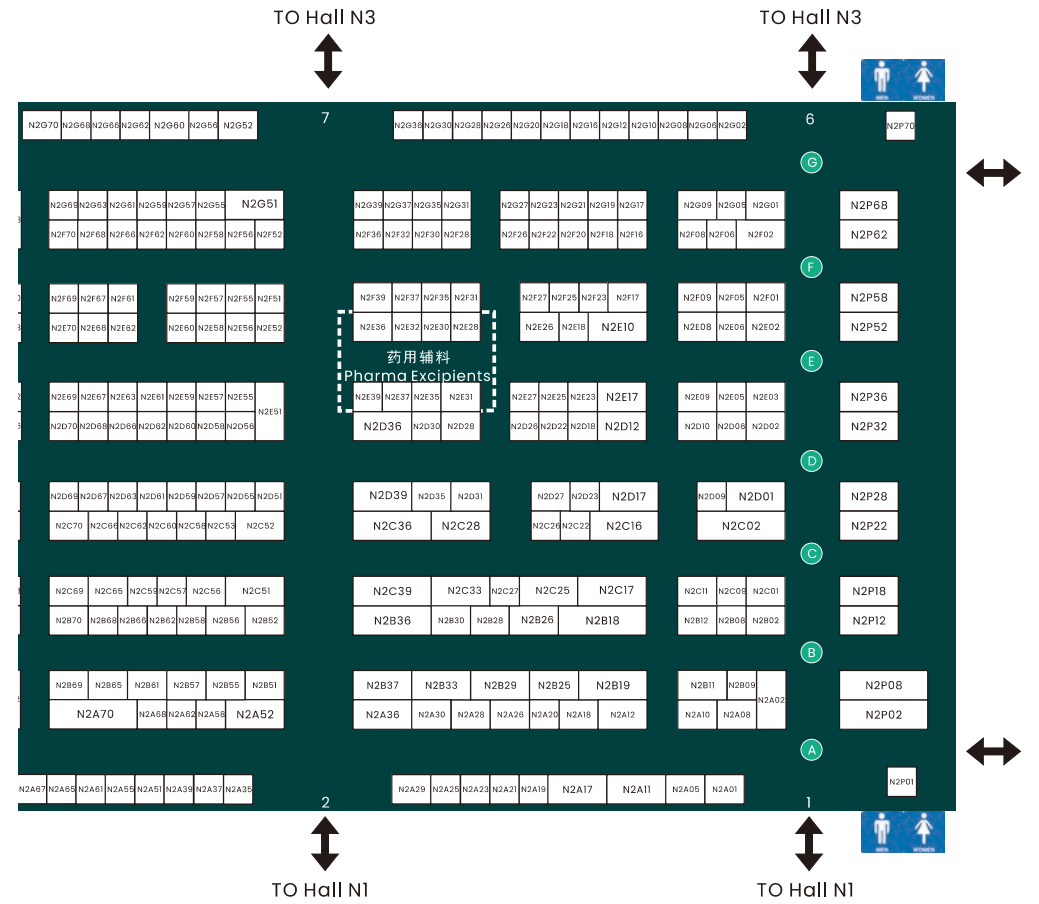 TO Hall N3 TO Hall N3
MEN WOMEN
N2G70 N2G68 N2G66 N2G62 N2G60 N2G56 N2G52 7 N2G36 N2G30 N2G28 N2G26 N2G20 N2G18 N2G16 N2G12 N2G10 N2G08 N2G06 N2G02 6 N2P70
G
N2G69 N2G63 N2G61 N2G59 N2G57 N2G55 N2G51 N2G39 N2G37 N2G35 N2G31 N2G27 N2G23 N2G21 N2G19 N2G17 N2G09 N2G05 N2G01 N2P68
N2F70 N2F68 N2F66 N2F62 N2F60 N2F58 N2F56 N2F52 N2F36 N2F32 N2F30 N2F28 N2F26 N2F22 N2F20 N2F18 N2F16 N2F08 N2F06 N2F02 N2P62
F
N2F69 N2F67 N2F61 N2F59 N2F57 N2F55 N2F51 N2F39 N2F37 N2F35 N2F31 N2F27 N2F25 N2F23 N2F17 N2F09 N2F05 N2F01 N2P58
N2E70 N2E68 N2E62 N2E60 N2E58 N2E56 N2E52 N2E36 N2E32 N2E30 N2E28 N2E26 N2E18 N2E10 N2E08 N2E06 N2E02 N2P52
药用辅料
E
Pharma Excipients
N2E69 N2E67 N2E63 N2E61 N2E59 N2E57 N2E55 N2E51 N2E39 N2E37 N2E35 N2E31 N2E27 N2E25 N2E23 N2E17 N2E09 N2E05 N2E03 N2P36
N2D70 N2D68 N2D66 N2D62 N2D60 N2D58 N2D56 N2D36 N2D30 N2D28 N2D26 N2D22 N2D18 N2D12 N2D10 N2D06 N2D02 N2P32
D
N2D69 N2D67 N2D63 N2D61 N2D59 N2D57 N2D55 N2D51 N2D39 N2D35 N2D31 N2D27 N2D23 N2D17 N2D09 N2D01 N2P28
N2C70 N2C66 N2C62 N2C60 N2C58 N2C53 N2C52 N2C36 N2C28 N2C26 N2C22 N2C16 N2C02 N2P22
C
N2C69 N2C65 N2C59 N2C57 N2C56 N2C51 N2C39 N2C33 N2C27 N2C25 N2C17 N2C11 N2C09 N2C01 N2P18
N2B70 N2B68 N2B66 N2B62 N2B58 N2B56 N2B52 N2B36 N2B30 N2B28 N2B26 N2B18 N2B12 N2B08 N2B02 N2P12
B
N2B69 N2B65 N2B61 N2B57 N2B55 N2B51 N2B37 N2B33 N2B29 N2B25 N2B19 N2B11 N2B09 N2A02 N2P08
N2A70 N2A68 N2A62 N2A58 N2A52 N2A36 N2A30 N2A28 N2A26 N2A20 N2A18 N2A12 N2A10 N2A08 N2P02
A
N2A67 N2A65 N2A61 N2A55 N2A51 N2A39 N2A37 N2A35 N2A29 N2A25 N2A23 N2A21 N2A19 N2A17 N2A11 N2A05 N2A01 N2P01
2 1
MEN WOMEN
TO Hall N1 TO Hall N1